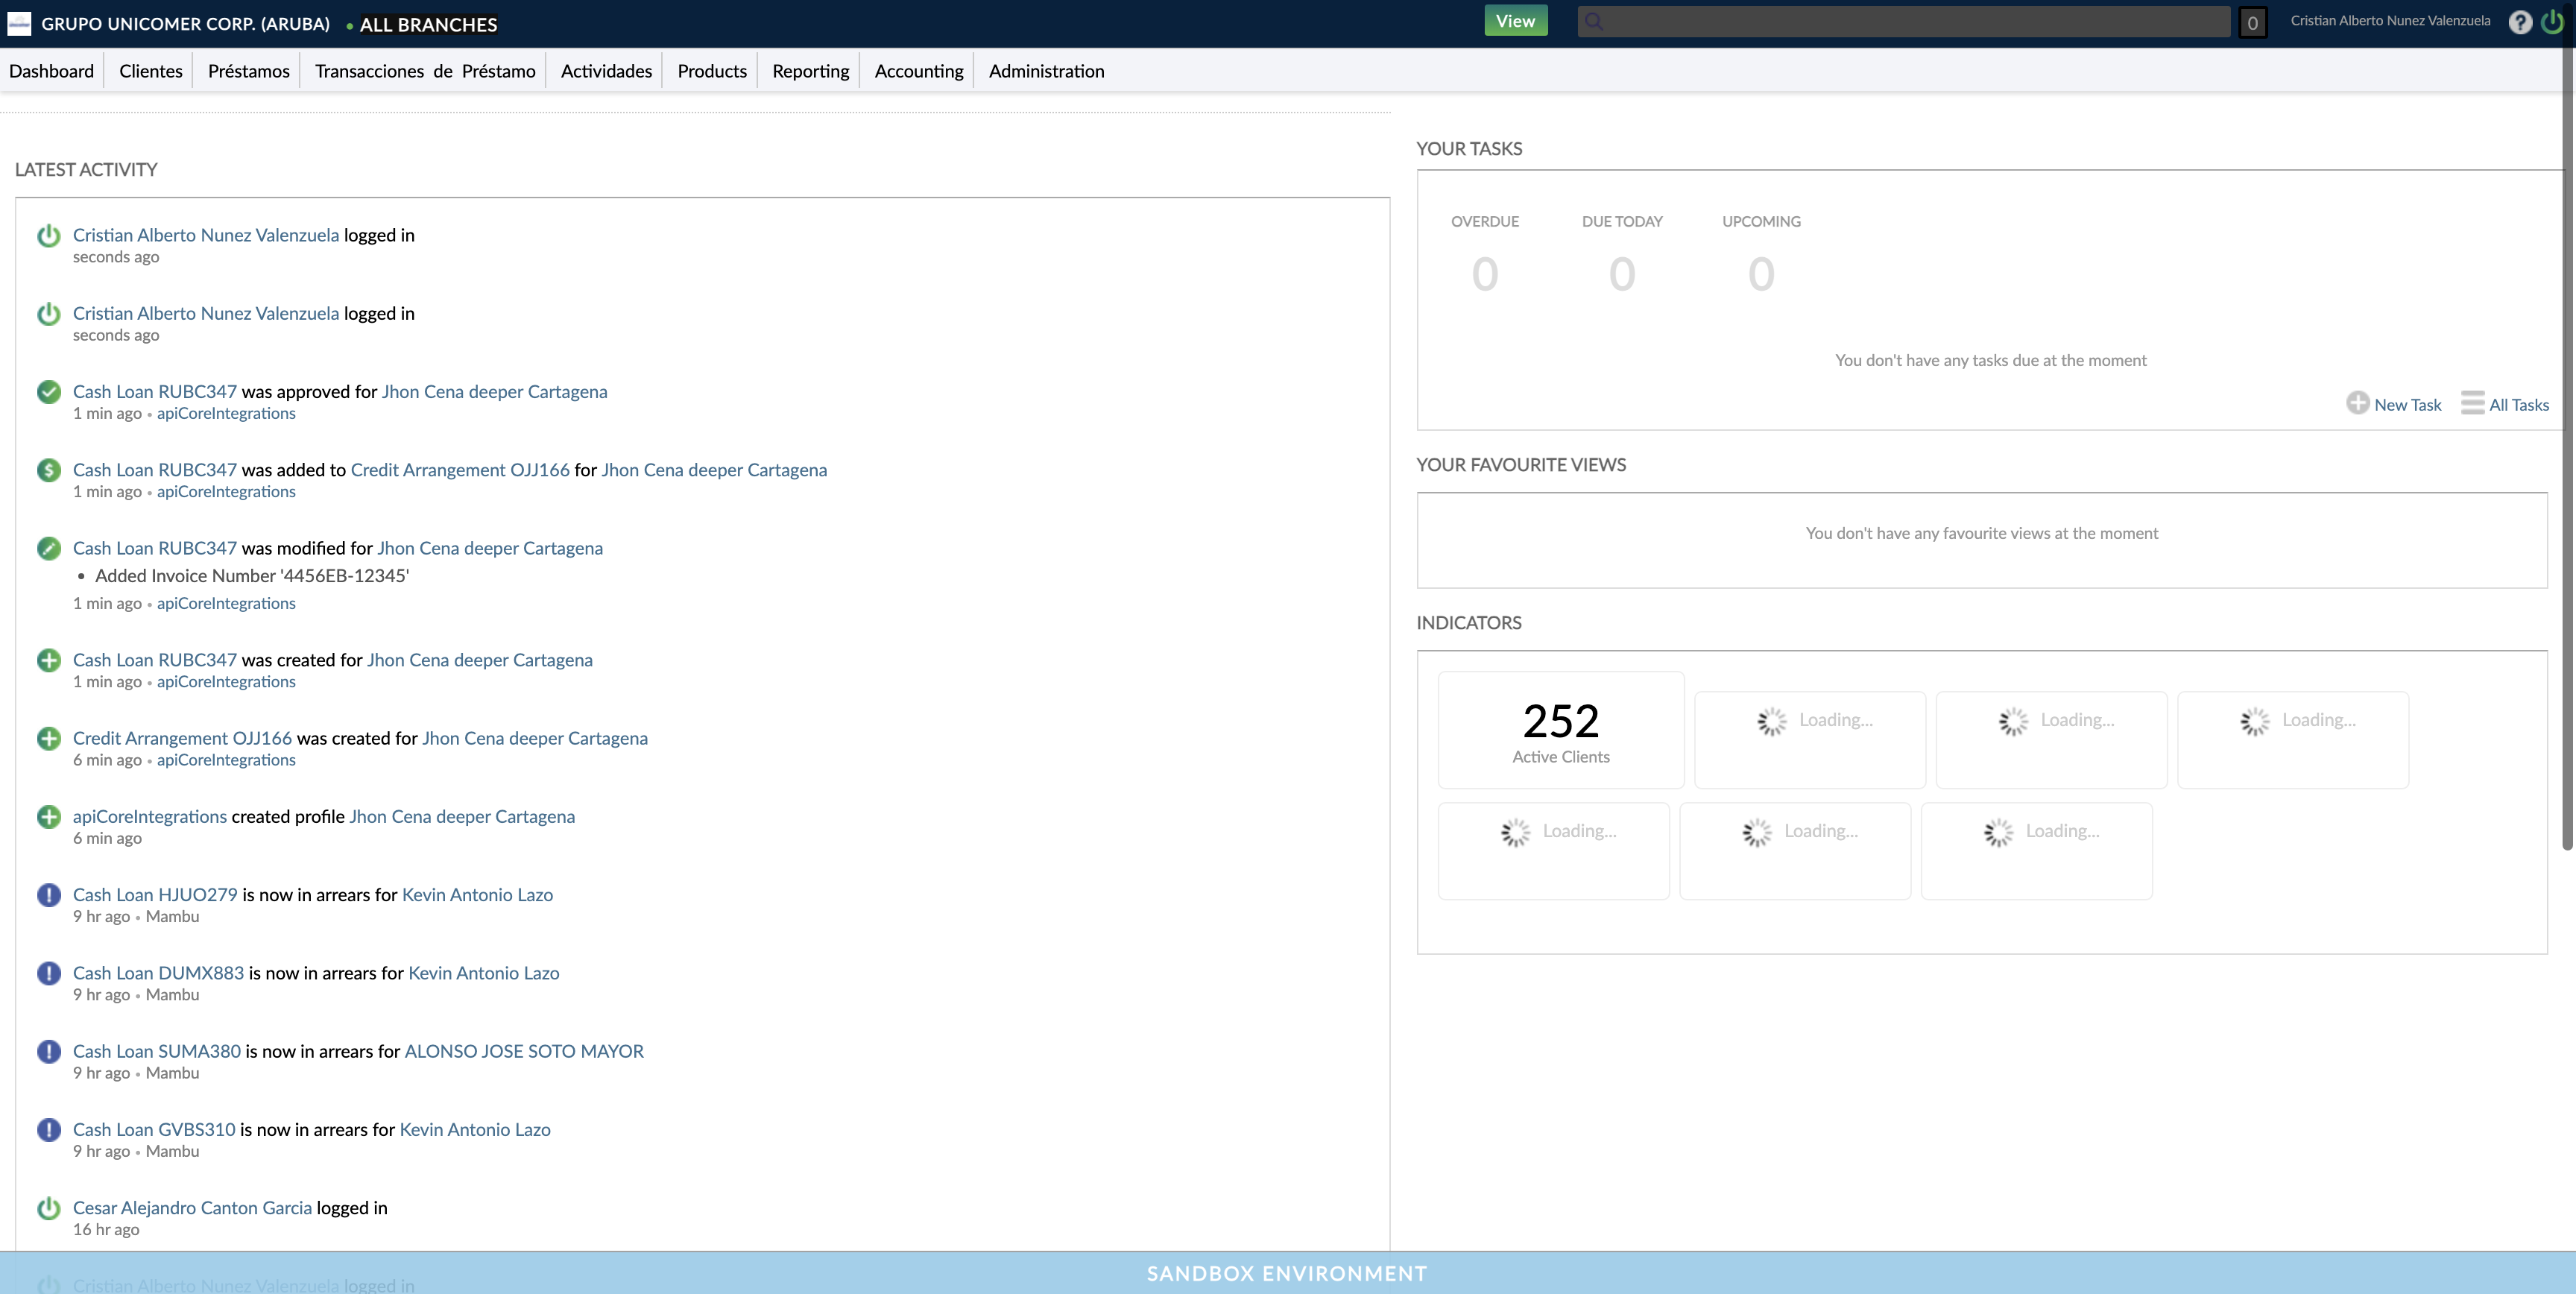 GRUPO UNICOMER CORP. (ARUBA) • ALL BRANCHES
View
0
Cristian Alberto Nunez Valenzuela
Dashboard
Clientes
Préstamos
Transacciones de Préstamo
Actividades
Products
Reporting
Accounting
Administration
LATEST ACTIVITY
Cristian Alberto Nunez Valenzuela logged in
seconds ago
Cristian Alberto Nunez Valenzuela logged in
seconds ago
Cash Loan RUBC347 was approved for Jhon Cena deeper Cartagena
1 min ago • apiCoreIntegrations
Cash Loan RUBC347 was added to Credit Arrangement OJJ166 for Jhon Cena deeper Cartagena
1 min ago • apiCoreIntegrations
Cash Loan RUBC347 was modified for Jhon Cena deeper Cartagena
• Added Invoice Number '4456EB-12345'
1 min ago • apiCoreIntegrations
Cash Loan RUBC347 was created for Jhon Cena deeper Cartagena
1 min ago • apiCoreIntegrations
Credit Arrangement OJJ166 was created for Jhon Cena deeper Cartagena
6 min ago • apiCoreIntegrations
apiCoreIntegrations created profile Jhon Cena deeper Cartagena
6 min ago
Cash Loan HJUO279 is now in arrears for Kevin Antonio Lazo
9 hr ago • Mambu
Cash Loan DUMX883 is now in arrears for Kevin Antonio Lazo
9 hr ago • Mambu
Cash Loan SUMA380 is now in arrears for ALONSO JOSE SOTO MAYOR
9 hr ago • Mambu
Cash Loan GVBS310 is now in arrears for Kevin Antonio Lazo
9 hr ago • Mambu
Cesar Alejandro Canton Garcia logged in
16 hr ago
Cristian Alberto Nunez Valenzuela logged in
YOUR TASKS
OVERDUE
DUE TODAY
UPCOMING
0
0
0
You don't have any tasks due at the moment
New Task
All Tasks
YOUR FAVOURITE VIEWS
You don't have any favourite views at the moment
INDICATORS
252
Active Clients
Loading...
Loading...
Loading...
Loading...
Loading...
Loading...
SANDBOX ENVIRONMENT